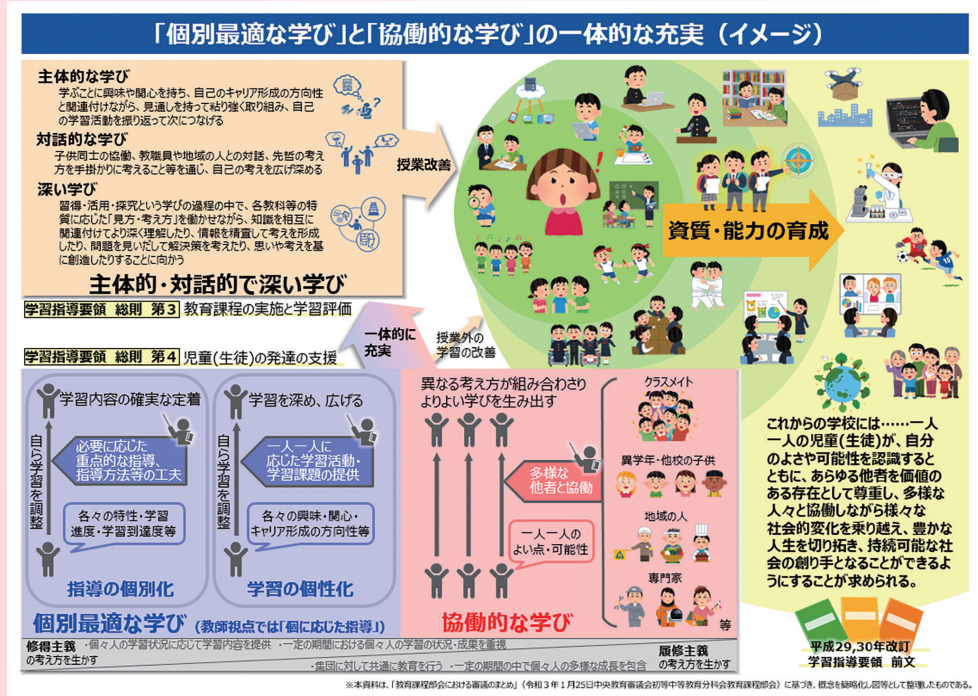 「個別最適な学び」と「協働的な学び」の一体的な充実（イメージ）
主体的な学び
学ぶことに興味や関心を持ち、自己のキャリア形成の方向性
と関連付けながら、見通しを持って粘り強く取り組み、自己
の学習活動を振り返って次につなげる
対話的な学び
子供同士の協働、教職員や地域の人との対話、先哲の考え
方を手掛かりに考えること等を通じ、自己の考えを広げ深める
深い学び
習得・活用・探究という学びの過程の中で、各教科等の特
質に応じた「見方・考え方」を働かせながら、知識を相互に
関連付けてより深く理解したり、情報を精査して考えを形成
したり、問題を見いだして解決策を考えたり、思いや考えを基
に創造したりすることに向かう
主体的・対話的で深い学び
授業改善
資質・能力の育成
学習指導要領 総則 第3 教育課程の実施と学習評価
一体的に
充実
授業外の
学習の改善
学習指導要領 総則 第4 児童(生徒)の発達の支援
学習内容の確実な定着
自ら学習を調整
必要に応じた
重点的な指導、
指導方法等の工夫
各々の特性・学習
進度・学習到達度等
指導の個別化
学習を深め、広げる
自ら学習を調整
一人一人に
応じた学習活動・
学習課題の提供
各々の興味・関心・
キャリア形成の方向性等
学習の個性化
個別最適な学び（教師視点では「個に応じた指導」）
異なる考え方が組み合わさり
よりよい学びを生み出す
多様な
他者と協働
一人一人の
よい点・可能性
クラスメイト
異学年・他校の子供
地域の人
専門家
等
協働的な学び
修得主義
の考え方を生かす
・個々人の学習状況に応じて学習内容を提供 ・一定の期間における個々人の学習の状況・成果を重視
・集団に対して共通に教育を行う ・一定の期間の中で個々人の多様な成長を包含
履修主義
の考え方を生かす
これからの学校には……一人
一人の児童(生徒)が、自分
のよさや可能性を認識すると
ともに、あらゆる他者を価値の
ある存在として尊重し、多様な
人々と協働しながら様々な
社会的変化を乗り越え、豊かな
人生を切り拓き、持続可能な社
会の創り手となることができるよ
うにすることが求められる。
平成29,30年改訂
学習指導要領 前文
※本資料は、「教育課程部会における審議のまとめ」（令和3年1月25日中央教育審議会初等中等教育分科会教育課程部会）に基づき、概念を簡略化し図等として整理したものである。